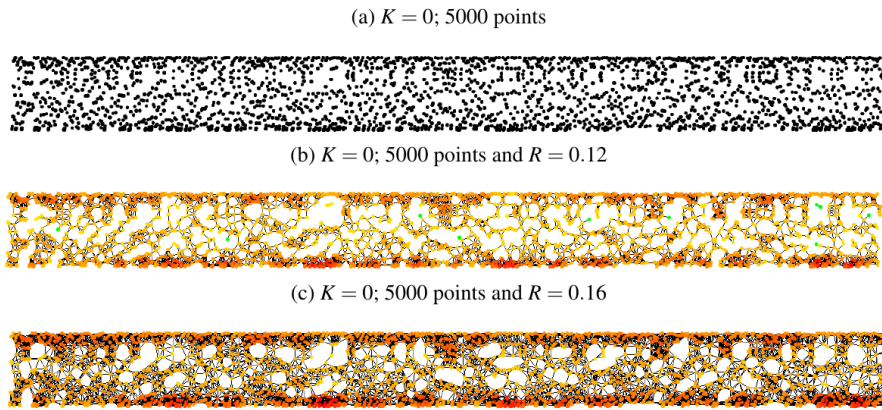 (a) K = 0; 5000 points
(b) K = 0; 5000 points and R = 0.12
(c) K = 0; 5000 points and R = 0.16